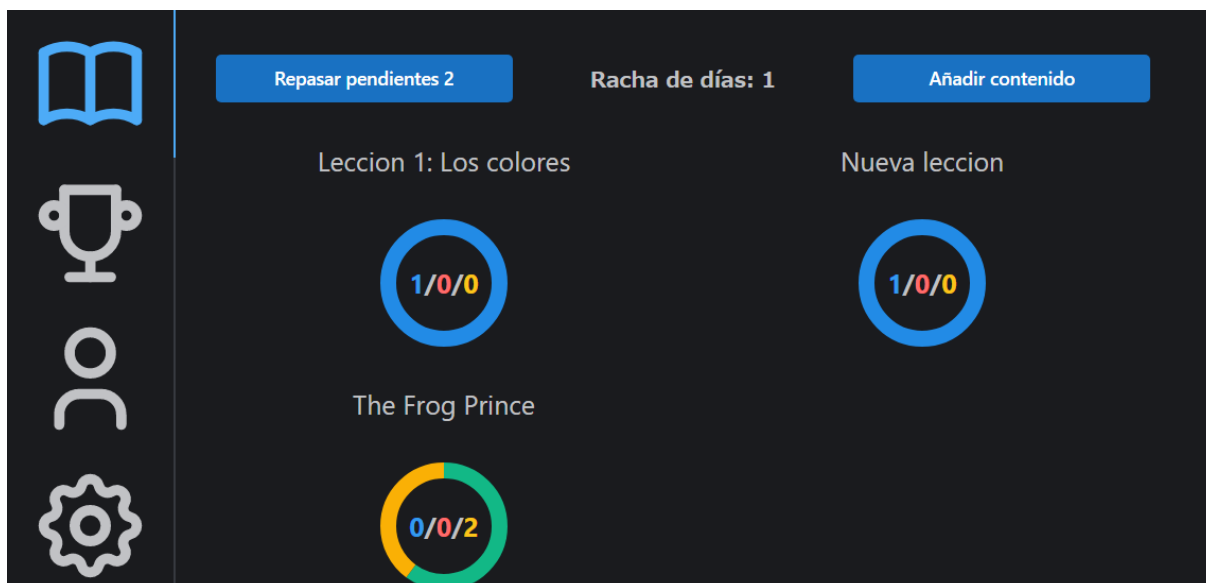 Repasar pendientes 2 Racha de días: 1 Añadir contenido
Leccion 1: Los colores Nueva leccion
1/0/0 1/0/0
The Frog Prince
0/0/2